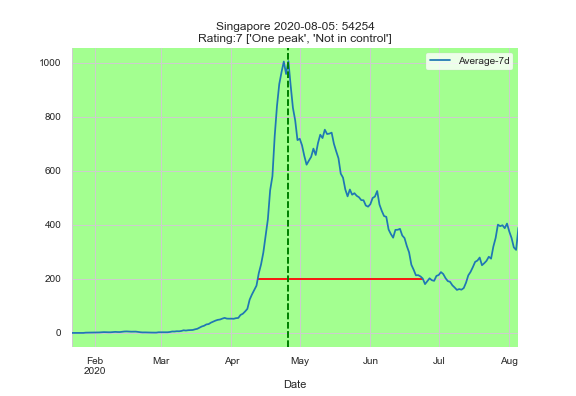 Singapore 2020-08-05: 54254
Rating:7 ['One peak', 'Not in control']
Average-7d
1000
800
600
400
200
0
Feb Mar Apr May Jun Jul Aug
2020
Date